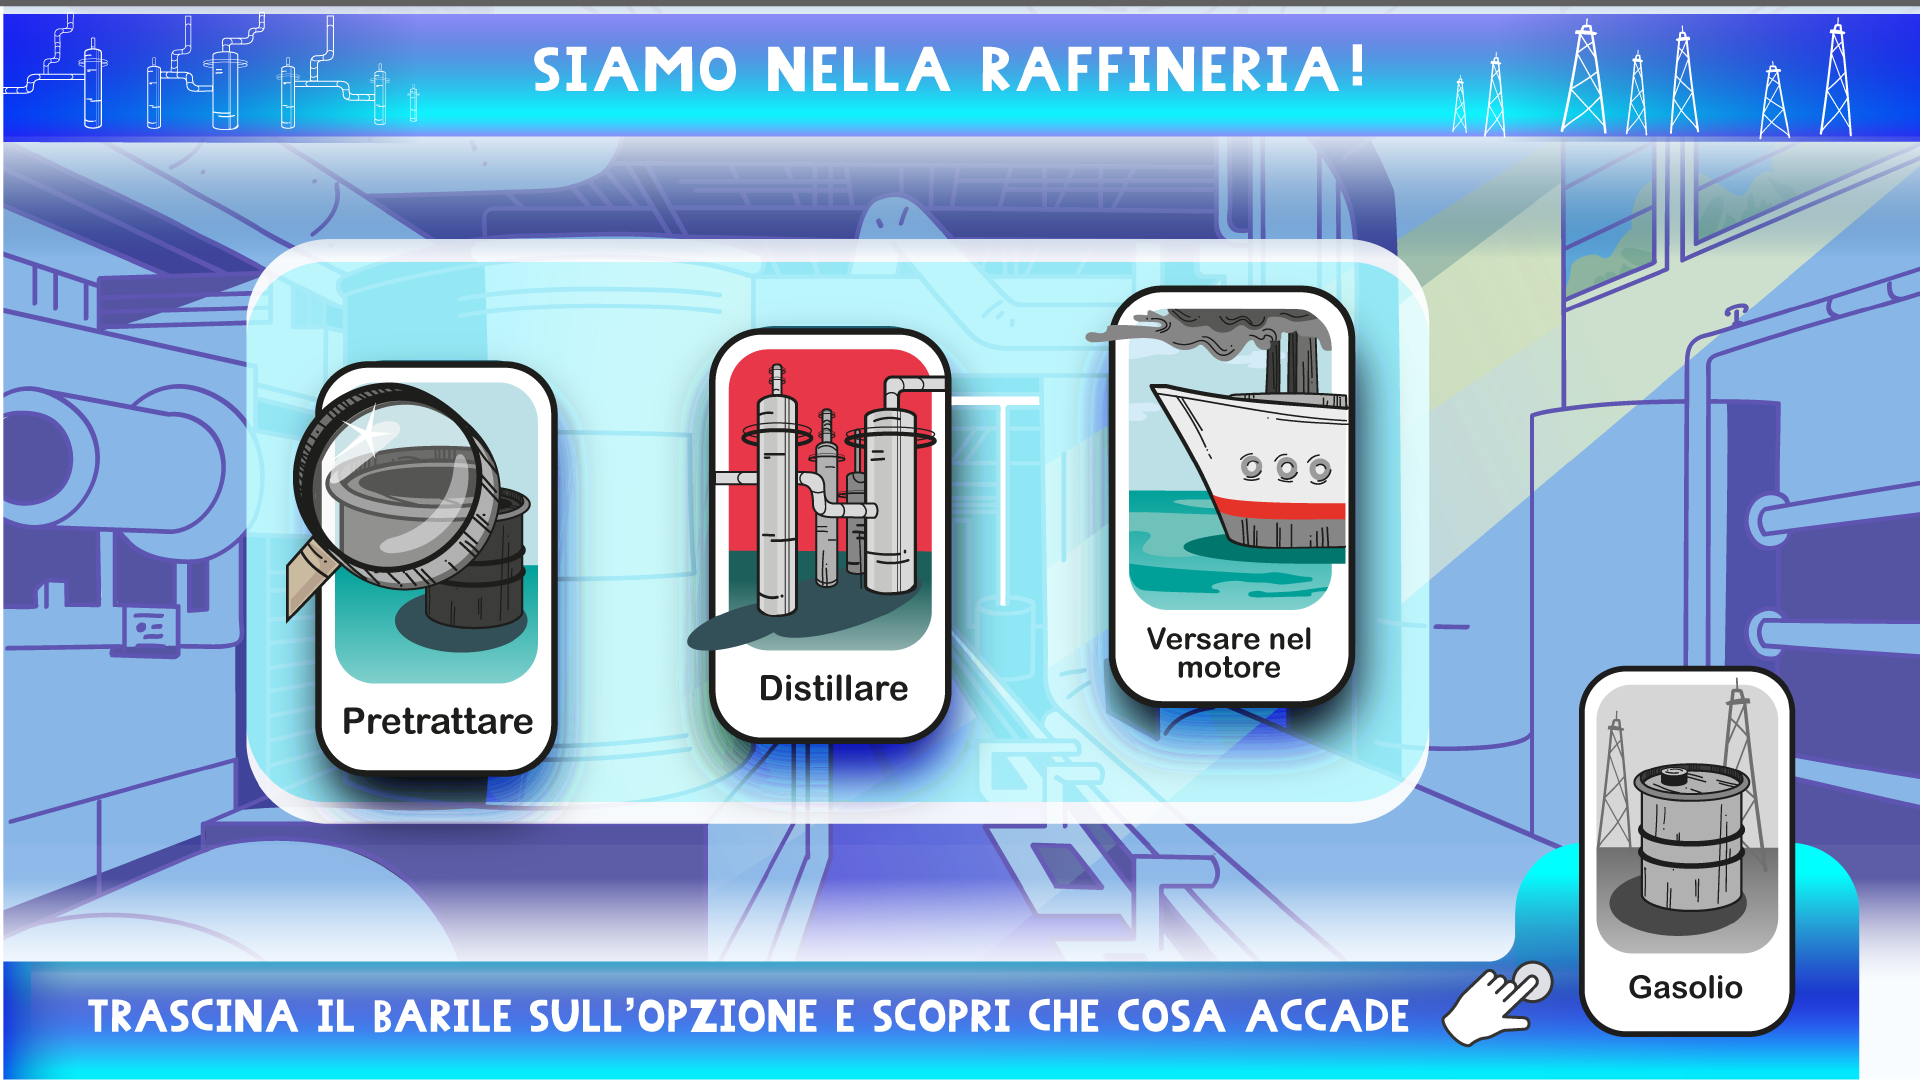 SIAMO NELLA RAFFINERIA!
Pretrattare
Distillare
Versare nel
motore
Gasolio
TRASCINA IL BARILE SULL'OPZIONE E SCOPRI CHE COSA ACCADE